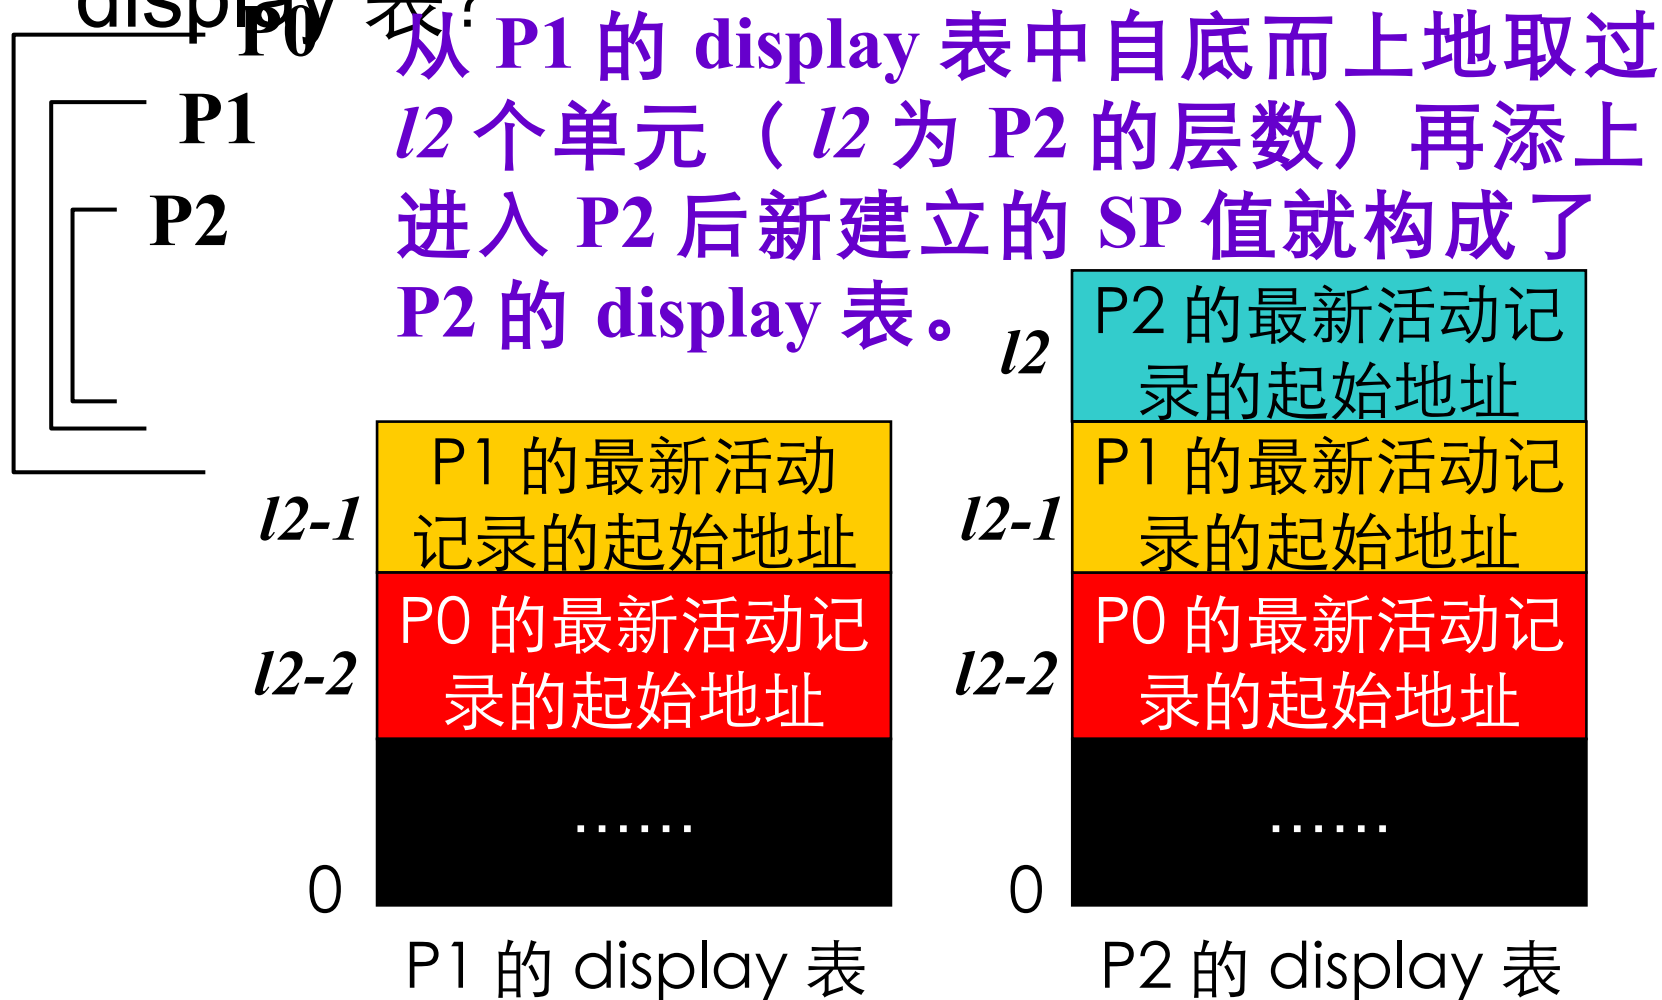 display 表?
P0
从 P1 的 display 表中自底而上地取过
P1
l2 个单元（ l2 为 P2 的层数）再添上
P2
进入 P2 后新建立的 SP 值就构成了
P2 的 display 表。
l2
P2 的最新活动记
录的起始地址
l2-1
P1 的最新活动
记录的起始地址
l2-1
P1 的最新活动记
录的起始地址
l2-2
P0 的最新活动记
录的起始地址
l2-2
P0 的最新活动记
录的起始地址
……
……
0
0
P1 的 display 表
P2 的 display 表